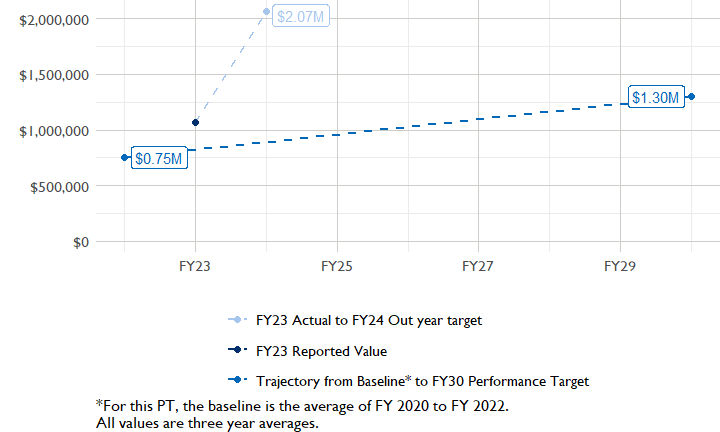 $2,000,000
$2.07M
$1,500,000
$1.30M
$1,000,000
$0.75M
$500,000
$0
FY23 FY25 FY27 FY29
FY23 Actual to FY24 Out year target
FY23 Reported Value
Trajectory from Baseline* to FY30 Performance Target
*For this PT, the baseline is the average of FY 2020 to FY 2022.
All values are three year averages.